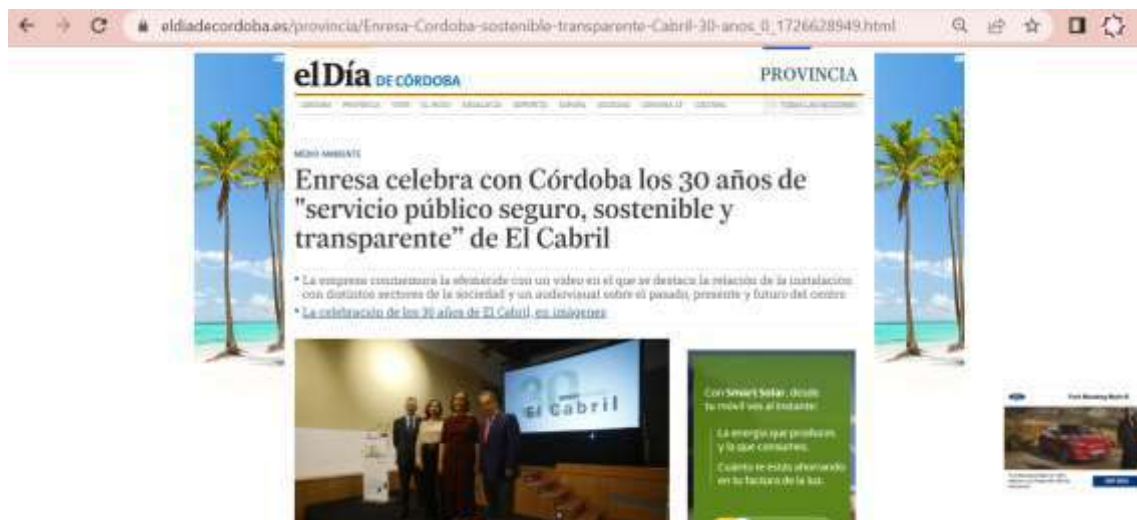 eldiadecordoba.es/provincia/Enresa-Cordoba-sostenible-transparente-Cabril-30-anos_0_1726628949.html
elDía DE CÓRDOBA
PROVINCIA
MEDIO AMBIENTE
Enresa celebra con Córdoba los 30 años de
"servicio público seguro, sostenible y
transparente” de El Cabril
La empresa conmemora la efeméride con un vídeo en el que se destaca la relación de la instalación
con distintos sectores de la sociedad y un audiovisual sobre el pasado, presente y futuro del centro
La celebración de los 30 años de El Cabril, en imágenes
30
El Cabril
Con Smart Solar, desde
tu móvil ves al instante:
La energía que produces
y la que consumes.
Cuánto te estás ahorrando
en tu factura de la luz.